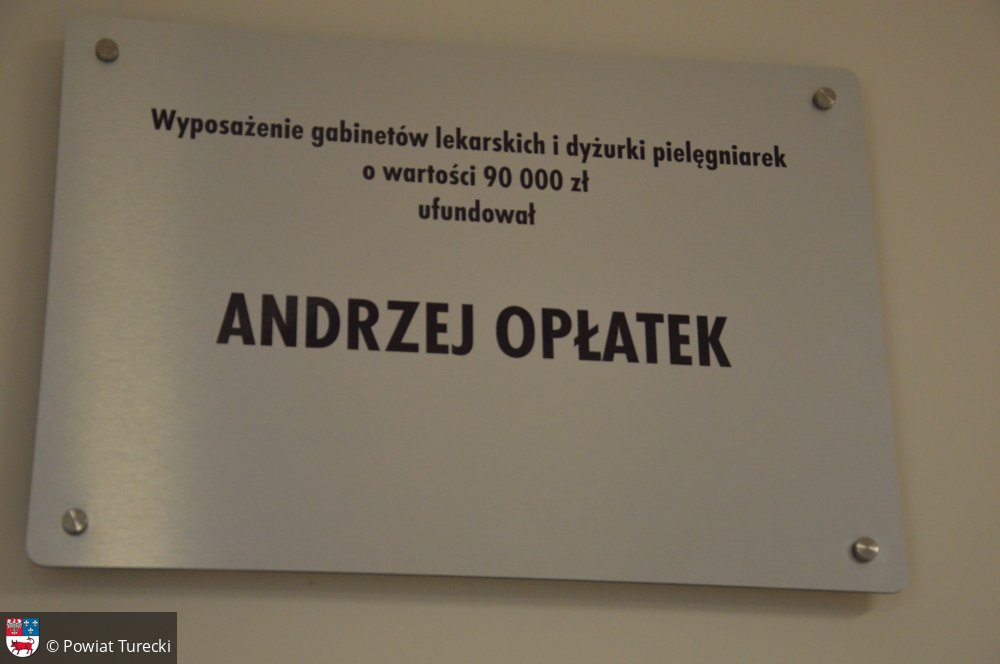 Wyposażenie gabinetów lekarskich i dyżurki pielęgniarek
o wartości 90 000 zł
ufundował
ANDRZEJ OPŁATEK
© Powiat Turecki